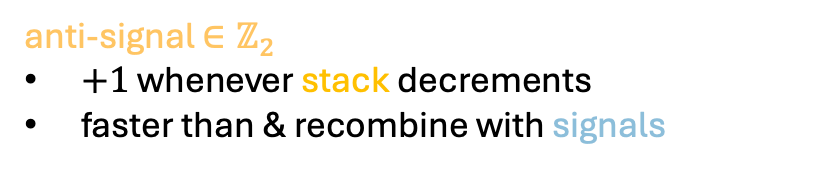 anti-signal ∈ ℤ₂
• +1 whenever stack decrements
• faster than & recombine with signals